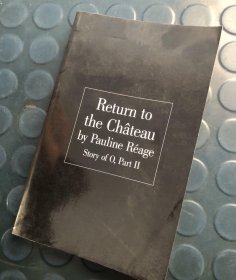 Return to
the Château
by Pauline Réage
Story of O, Part II